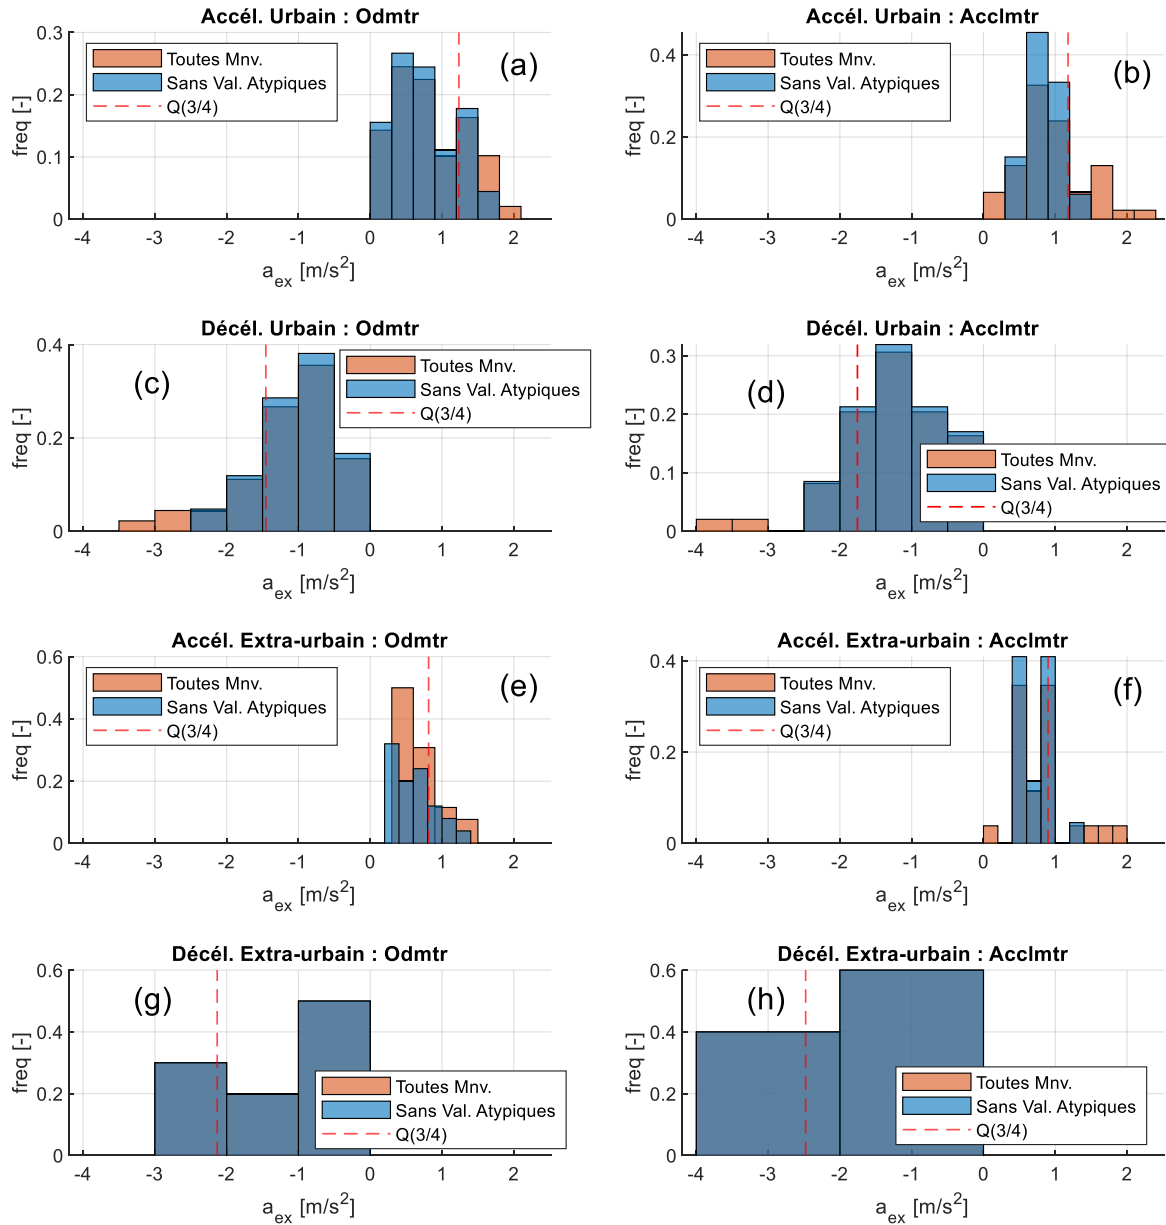 Accél. Urbain : Odmtr
0.3
0.2
0.1
0
freq [-]
Toutes Mnv.
Sans Val. Atypiques
Q(3/4)
(a)
-4 -3 -2 -1 0 1 2
a_ex [m/s²]
Accél. Urbain : Acclmtr
0.4
0.2
0
freq [-]
Toutes Mnv.
Sans Val. Atypiques
Q(3/4)
(b)
-4 -3 -2 -1 0 1 2
a_ex [m/s²]
Décél. Urbain : Odmtr
0.4
0.2
0
freq [-]
(c)
Toutes Mnv.
Sans Val. Atypiques
Q(3/4)
-4 -3 -2 -1 0 1 2
a_ex [m/s²]
Décél. Urbain : Acclmtr
0.3
0.2
0.1
0
freq [-]
(d)
Toutes Mnv.
Sans Val. Atypiques
Q(3/4)
-4 -3 -2 -1 0 1 2
a_ex [m/s²]
Accél. Extra-urbain : Odmtr
0.6
0.4
0.2
0
freq [-]
Toutes Mnv.
Sans Val. Atypiques
Q(3/4)
(e)
-4 -3 -2 -1 0 1 2
a_ex [m/s²]
Accél. Extra-urbain : Acclmtr
0.4
0.2
0
freq [-]
Toutes Mnv.
Sans Val. Atypiques
Q(3/4)
(f)
-4 -3 -2 -1 0 1 2
a_ex [m/s²]
Décél. Extra-urbain : Odmtr
0.6
0.4
0.2
0
freq [-]
(g)
Toutes Mnv.
Sans Val. Atypiques
Q(3/4)
-4 -3 -2 -1 0 1 2
a_ex [m/s²]
Décél. Extra-urbain : Acclmtr
0.6
0.4
0.2
0
freq [-]
(h)
Toutes Mnv.
Sans Val. Atypiques
Q(3/4)
-4 -3 -2 -1 0 1 2
a_ex [m/s²]